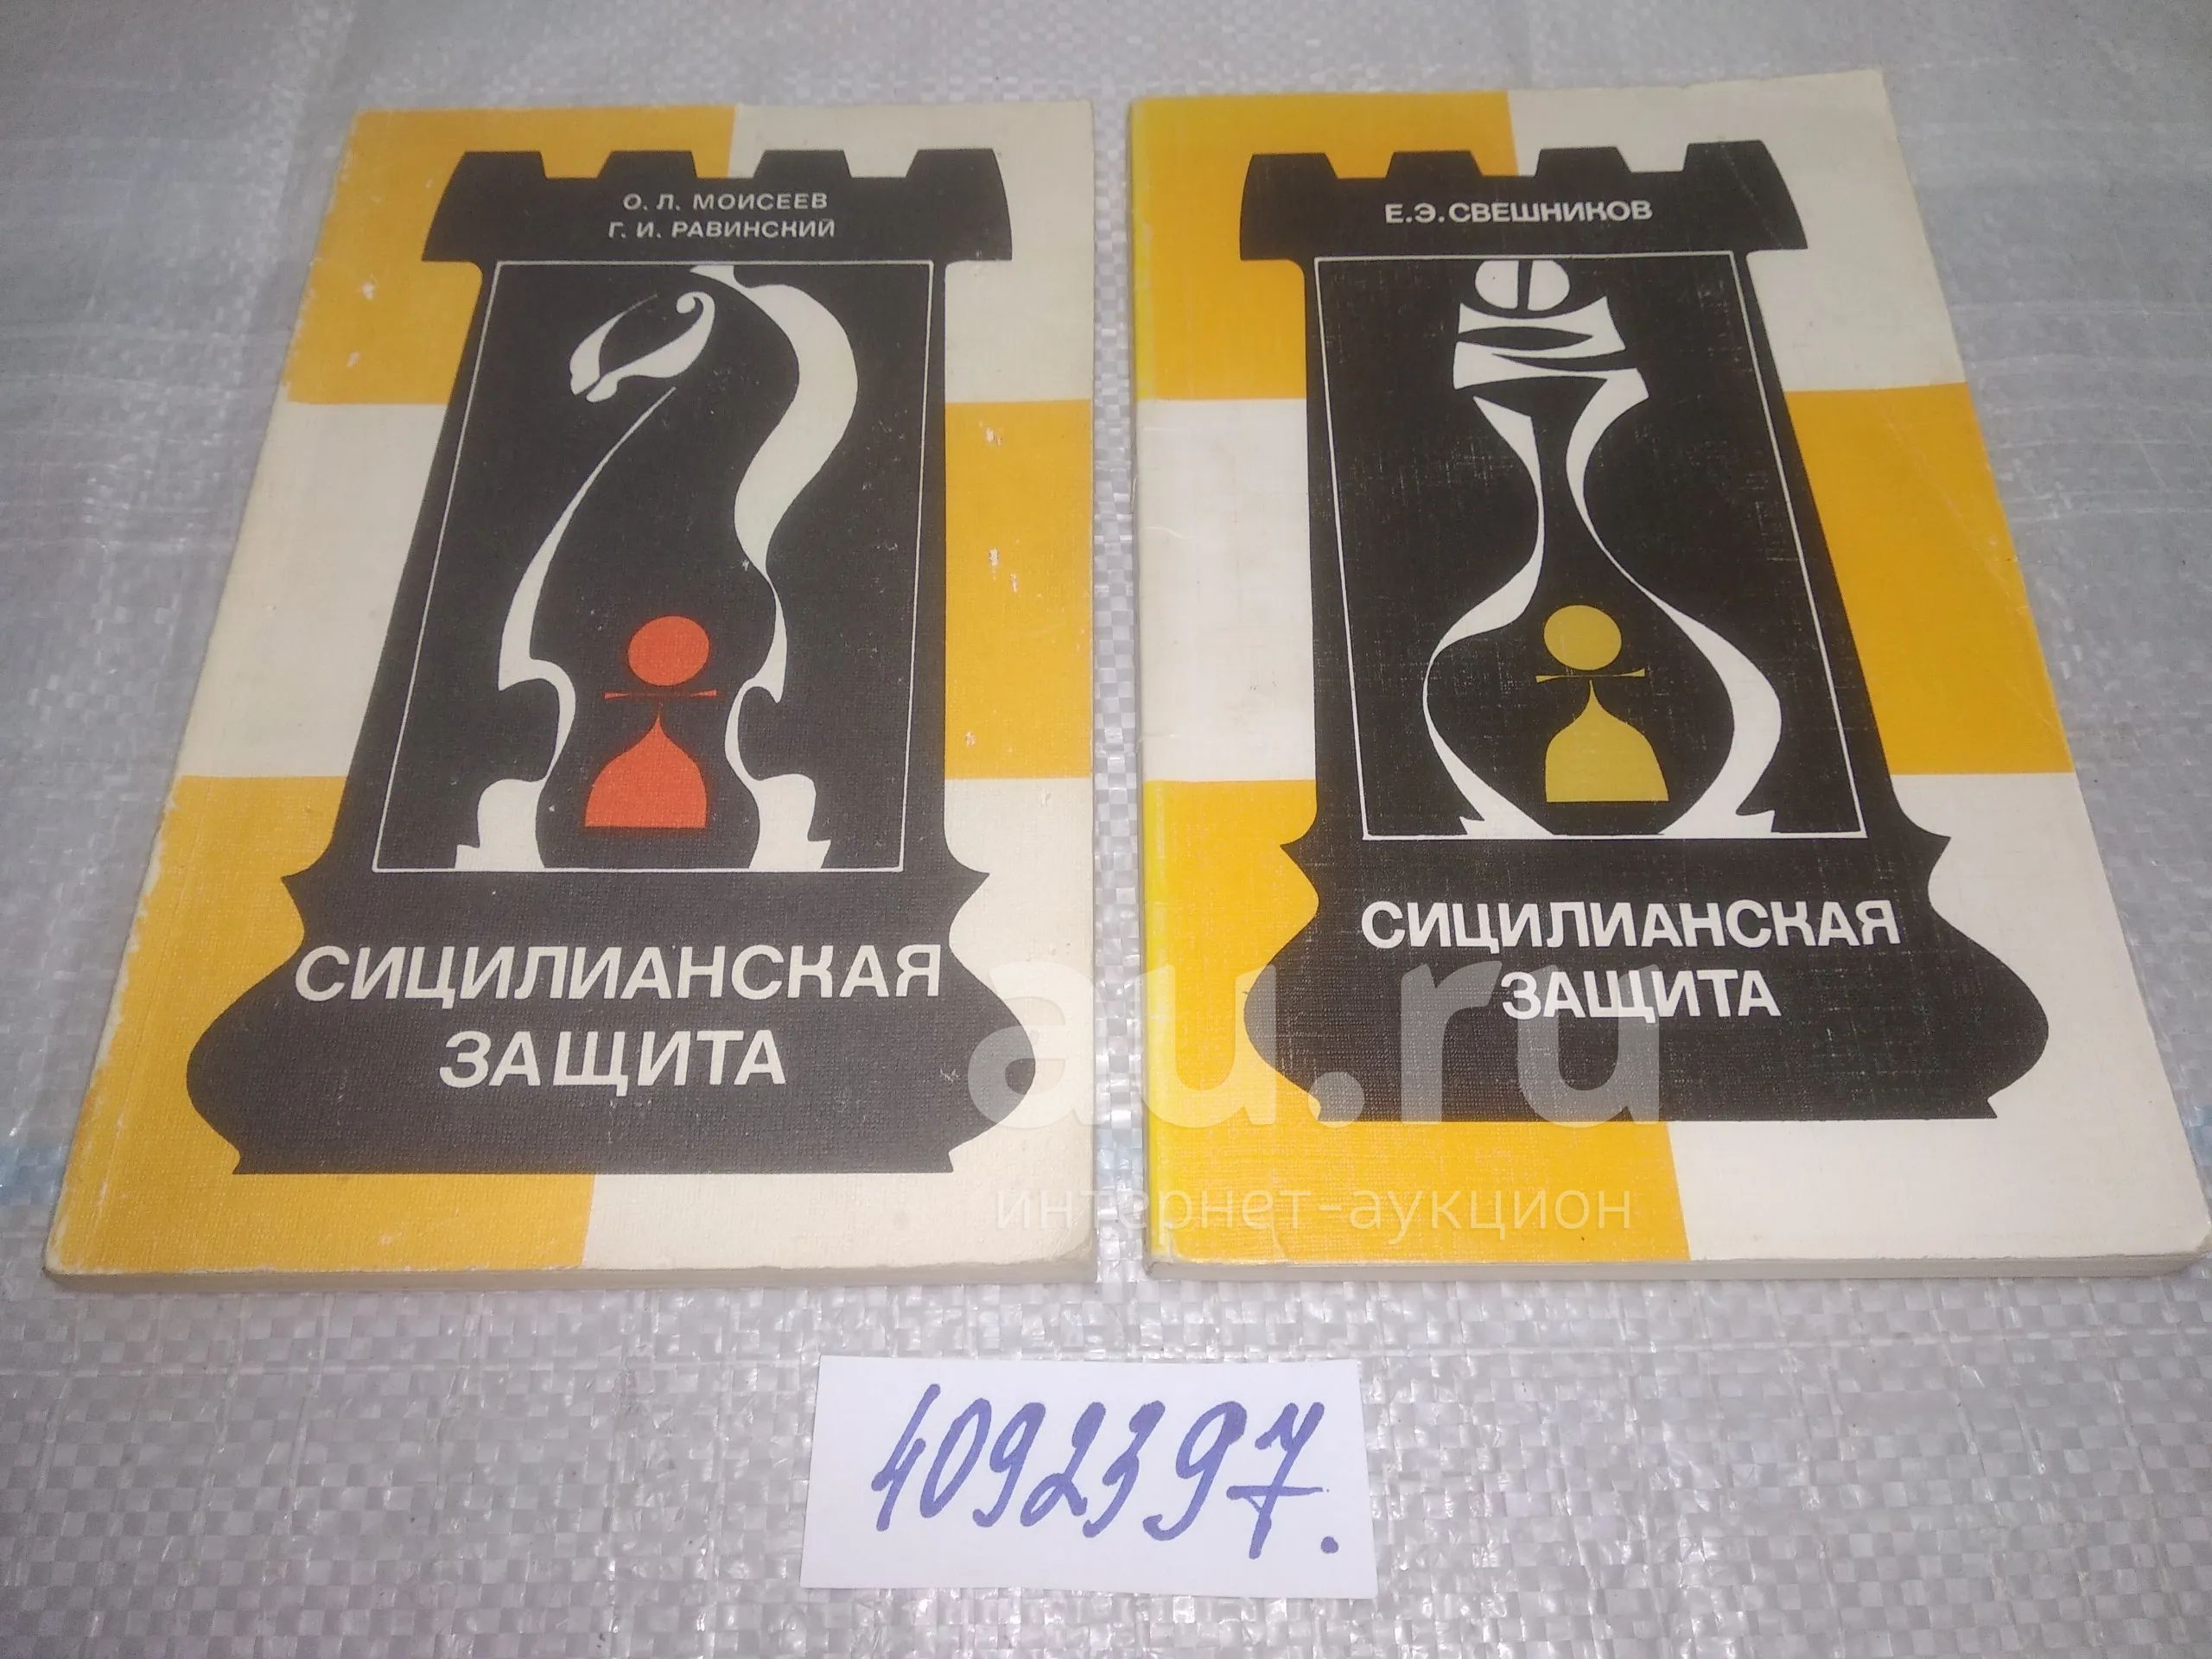 О. Л. МОИСЕЕВ
Г. И. РАВИНСКИЙ
СИЦИЛИАНСКАЯ
ЗАЩИТА
Е.Э.СВЕШНИКОВ
СИЦИЛИАНСКАЯ
ЗАЩИТА
au.ru
интернет-аукцион
4092397.